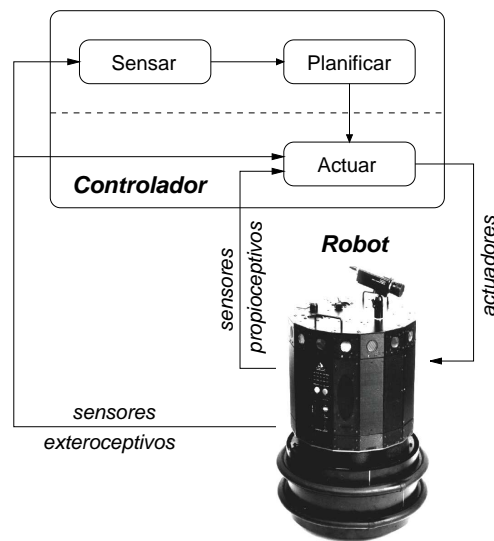 Sensar
Planificar
Actuar
Controlador
Robot
sensores
propioceptivos
actuadores
sensores
exteroceptivos